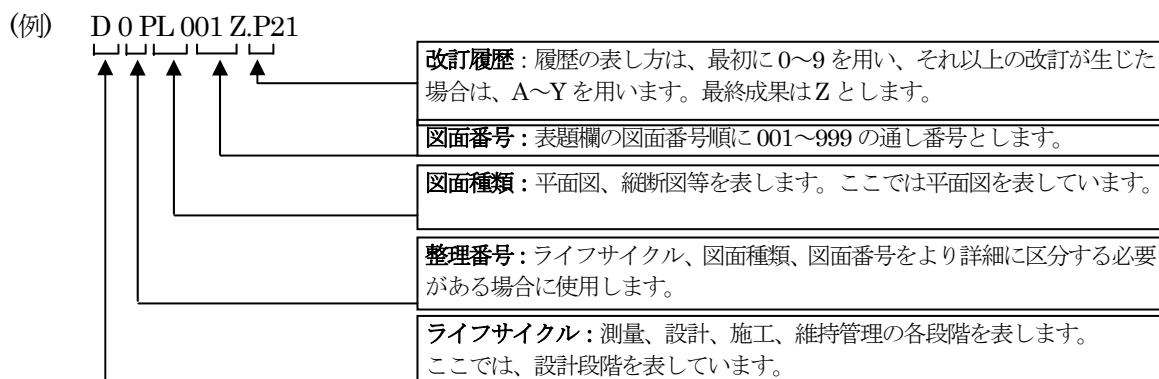 (例) D 0 PL 001 Z.P21
改訂履歴：履歴の表し方は、最初に 0～9 を用い、それ以上の改訂が生じた
場合は、A～Y を用います。最終成果は Z とします。
図面番号：表題欄の図面番号順に 001～999 の通し番号とします。
図面種類：平面図、縦断図等を表します。ここでは平面図を表しています。
整理番号：ライフサイクル、図面種類、図面番号をより詳細に区分する必要
がある場合に使用します。
ライフサイクル：測量、設計、施工、維持管理の各段階を表します。
ここでは、設計段階を表しています。